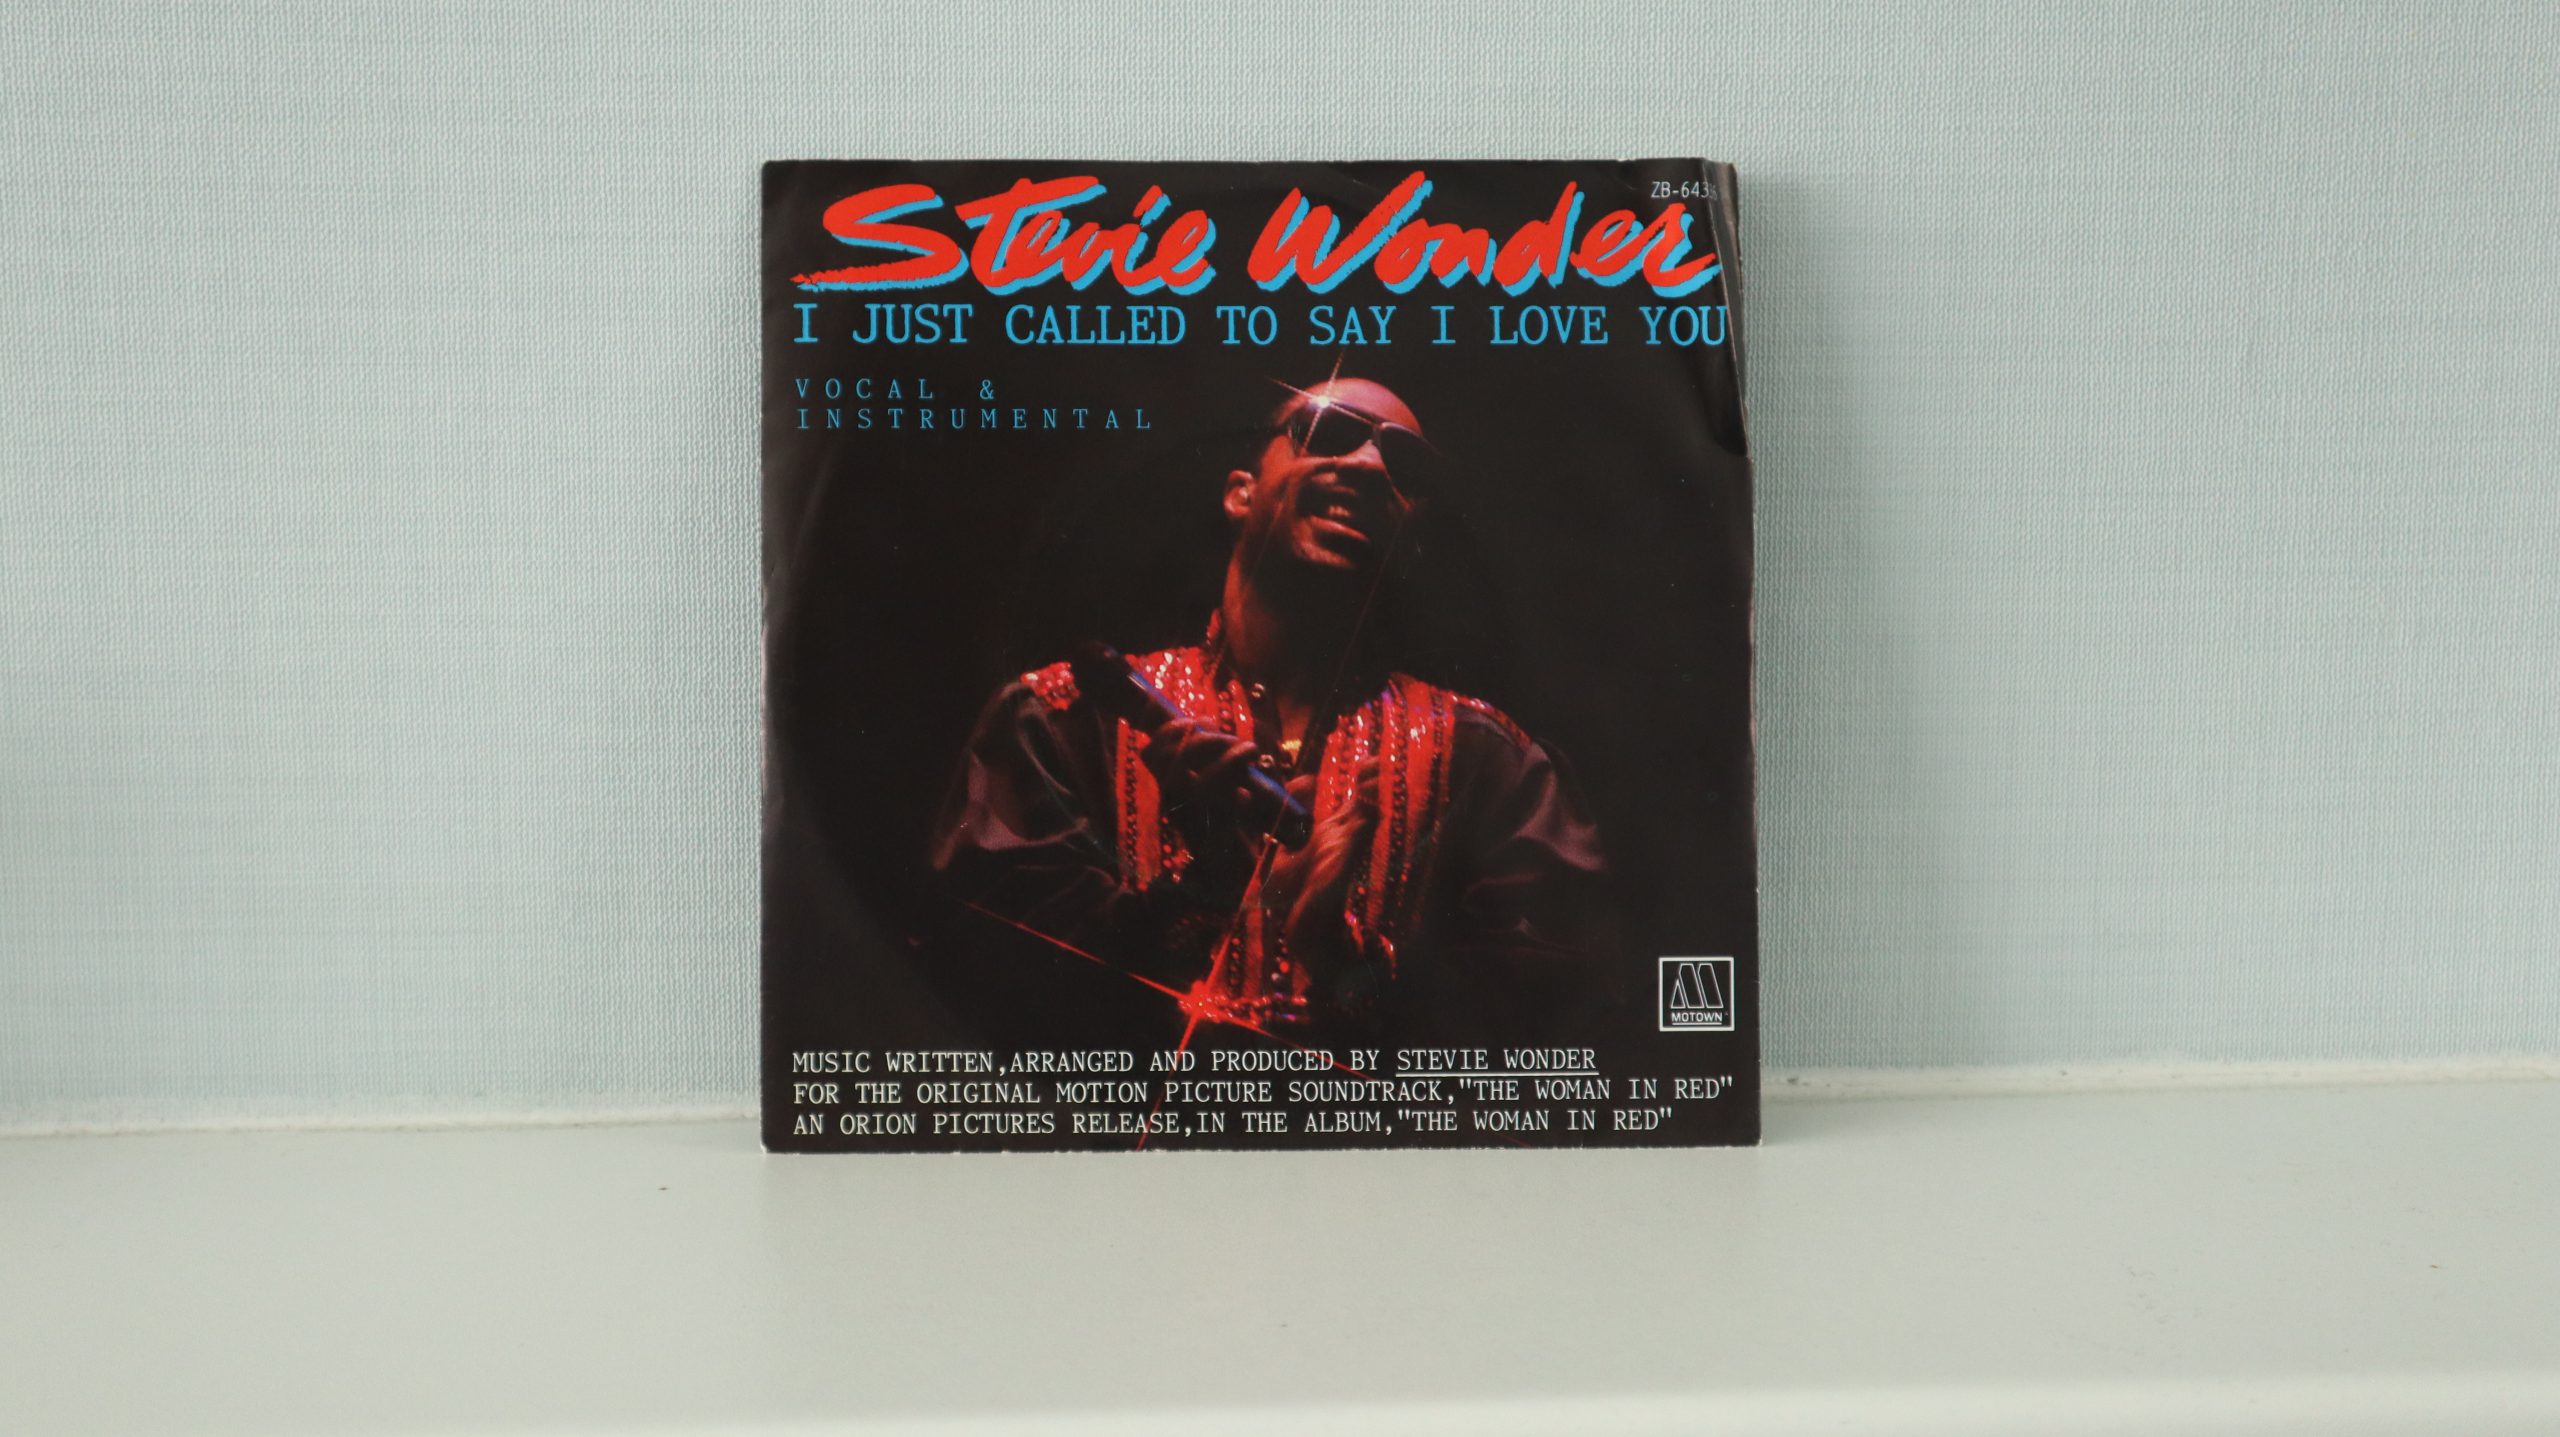 Stevie Wonder
I JUST CALLED TO SAY I LOVE YOU
VOCAL &
INSTRUMENTAL
MOTOWN
MUSIC WRITTEN,ARRANGED AND PRODUCED BY STEVIE WONDER
FOR THE ORIGINAL MOTION PICTURE SOUNDTRACK,"THE WOMAN IN RED"
AN ORION PICTURES RELEASE,IN THE ALBUM,"THE WOMAN IN RED"